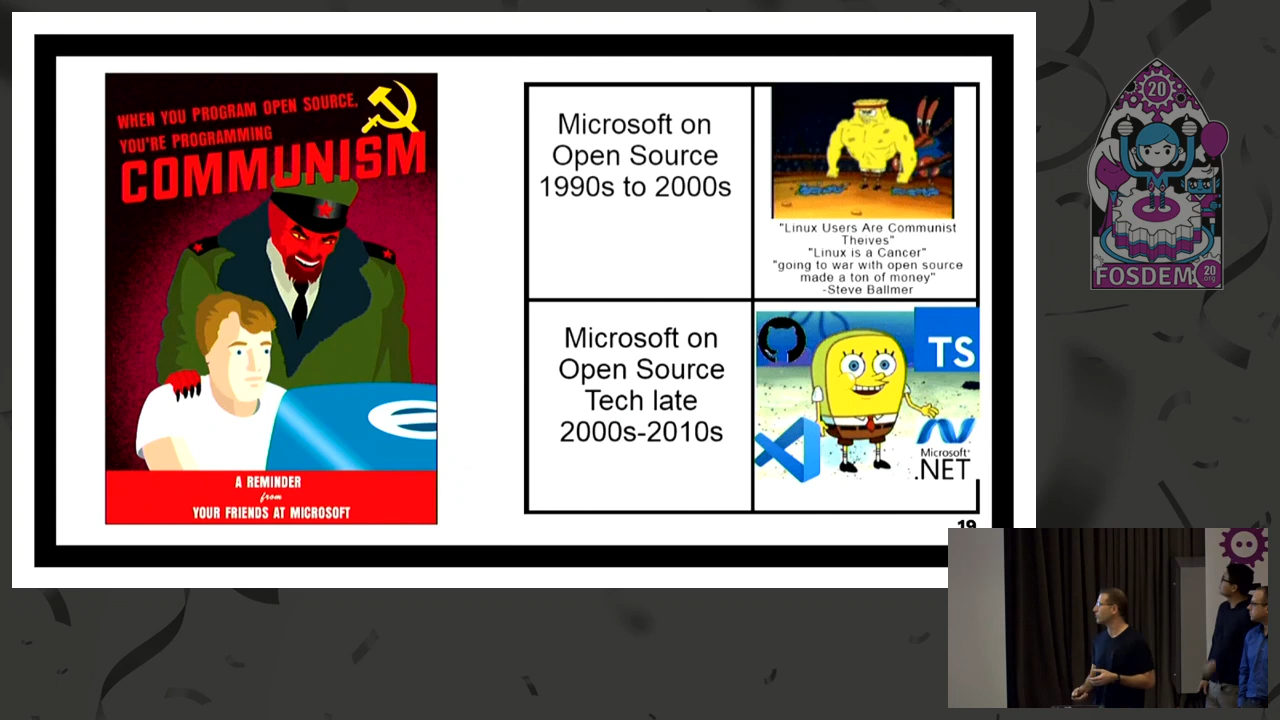 WHEN YOU PROGRAM OPEN SOURCE,
YOU'RE PROGRAMMING
COMMUNISM
A REMINDER
from
YOUR FRIENDS AT MICROSOFT
Microsoft on
Open Source
1990s to 2000s
"Linux Users Are Communist
Theives"
"Linux is a Cancer"
"going to war with open source
made a ton of money"
-Steve Ballmer
Microsoft on
Open Source
Tech late
2000s-2010s
TS
Microsoft®
.NET
19
20
FOSDEM
20
.org